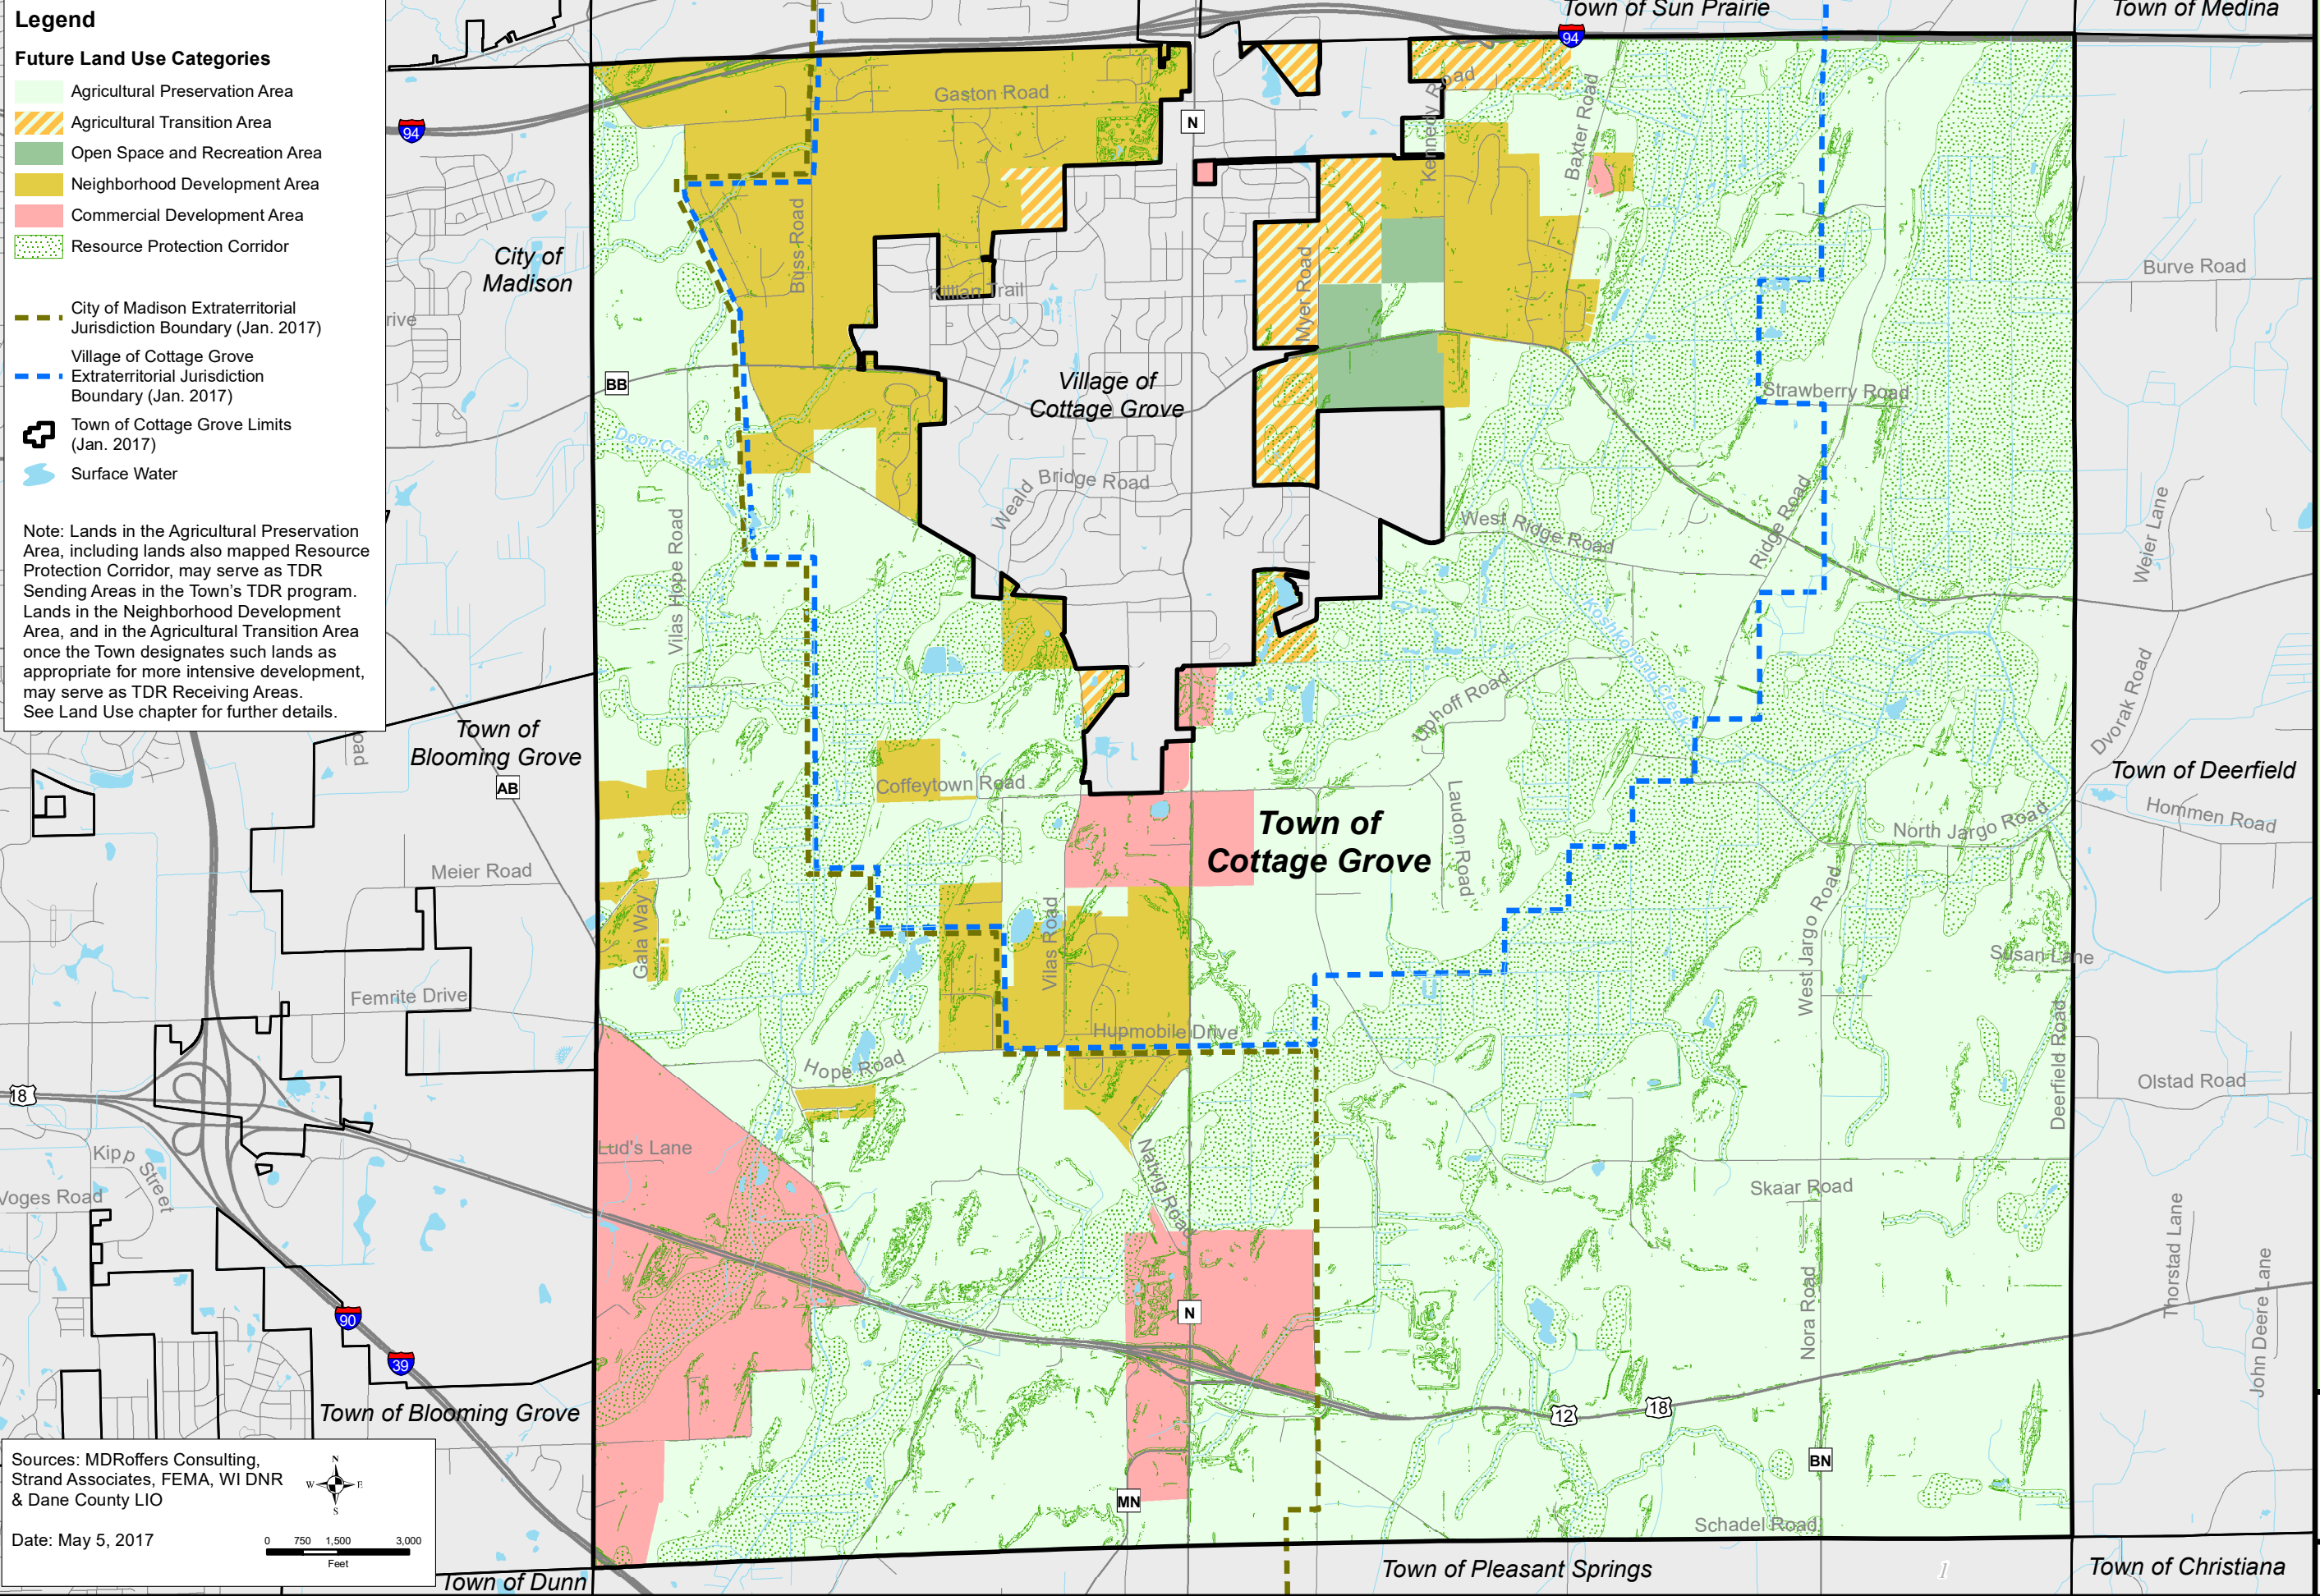 Legend
Future Land Use Categories
Agricultural Preservation Area
Agricultural Transition Area
Open Space and Recreation Area
Neighborhood Development Area
Commercial Development Area
Resource Protection Corridor
City of Madison Extraterritorial
Jurisdiction Boundary (Jan. 2017)
Village of Cottage Grove
Extraterritorial Jurisdiction
Boundary (Jan. 2017)
Town of Cottage Grove Limits
(Jan. 2017)
Surface Water
Note: Lands in the Agricultural Preservation
Area, including lands also mapped Resource
Protection Corridor, may serve as TDR
Sending Areas in the Town's TDR program.
Lands in the Neighborhood Development
Area, and in the Agricultural Transition Area
once the Town designates such lands as
appropriate for more intensive development,
may serve as TDR Receiving Areas.
See Land Use chapter for further details.
Town of Sun Prairie
Town of Medina
94
94
Gaston Road
N
Kennedy Road
Baxter Road
City of
Madison
Buss Road
Killian Trail
Myer Road
Burve Road
rive
BB
Village of
Cottage Grove
Strawberry Road
Door Creek
Weald Bridge Road
Vilas Hope Road
West Ridge Road
Ridge Road
Weier Lane
Koshkonong Creek
Town of
Blooming Grove
oad
AB
Uphoff Road
Dvorak Road
Coffeytown Road
Town of
Cottage Grove
Laudon Road
Town of Deerfield
Hommen Road
North Jargo Road
Meier Road
Gala Way
Vilas Road
West Jargo Road
Susan Lane
Femrite Drive
Hupmobile Drive
Hope Road
Deerfield Road
Olstad Road
18
Kipp Street
Voges Road
Lud's Lane
Natvig Road
Skaar Road
Thorstad Lane
John Deere Lane
Nora Road
N
90
39
Town of Blooming Grove
12
18
BN
MN
Schadel Road
Sources: MDRoffers Consulting,
Strand Associates, FEMA, WI DNR
& Dane County LIO
Date: May 5, 2017
N
W E
S
0 750 1,500 3,000
Feet
Town of Dunn
Town of Pleasant Springs
1
Town of Christiana